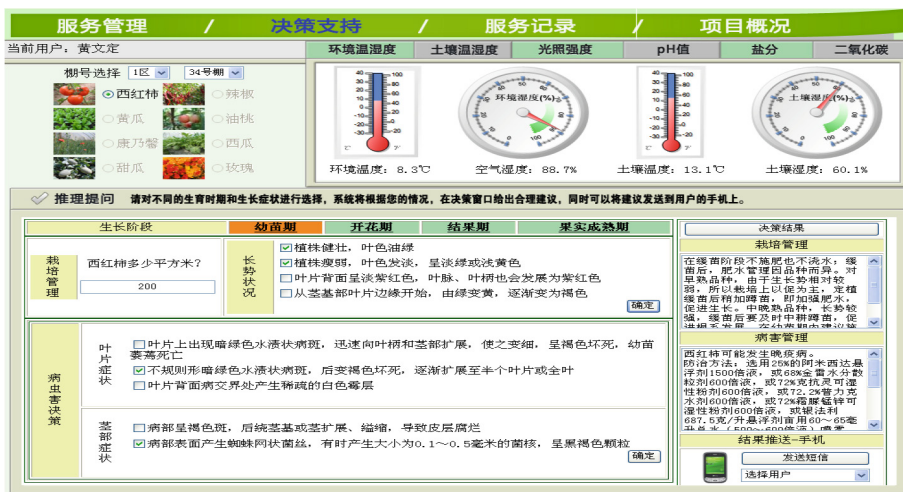 服务管理 / 决策支持 / 服务记录 / 项目概况
当前用户：黄文定
环境温湿度 土壤温湿度 光照强度 pH值 盐分 二氧化碳
棚号选择 1区 34号棚
西红柿 辣椒
黄瓜 油桃
康乃馨 西瓜
甜瓜 玫瑰
环境湿度(%)
土壤湿度(%)
环境温度：8.3℃ 空气湿度：88.7% 土壤温度：13.1℃ 土壤湿度：60.1%
推理提问 请对不同的生育时期和生长症状进行选择，系统将根据您的情况，在决策窗口给出合理建议，同时可以将建议发送到用户的手机上。
生长阶段 幼苗期 开花期 结果期 果实成熟期
栽培管理
西红柿多少平方米？
200
长势状况
植株健壮，叶色油绿
植株瘦弱，叶色发黄，呈淡绿或浅黄色
叶片背面呈淡紫红色，叶脉、叶柄也会发展为紫红色
从茎基部叶片边缘开始，由绿变黄，逐渐变为褐色
确定
病虫害决策
叶片症状
叶片上出现暗绿色水渍状病斑，迅速向叶柄和茎部扩展，使之变细，呈褐色坏死，幼苗
萎蔫死亡
不规则形暗绿色水渍状病斑，后变褐色坏死，逐渐扩展至半个叶片或全叶
叶片背面病交界处产生稀疏的白色霉层
茎部症状
病部呈褐色斑，后绕茎基或茎扩展、缢缩，导致皮层腐烂
病部表面产生蜘蛛网状菌丝，有时产生大小为0.1～0.5毫米的菌核，呈黑褐色颗粒
确定
决策结果
栽培管理
在缓苗阶段不施肥也不浇水；缓
苗后，肥水管理因品种而异。对
早熟品种，由于生长势相对较
弱，所以栽培上以促为主，定植
缓苗后稍加蹲苗，即加强肥水，
促进生长。中晚熟品种，长势较
强，缓苗后要及时中耕蹲苗，促
病害管理
西红柿可能发生晚疫病。
防治方法：选用25%的阿米西达悬
浮剂1500倍液，或68%金雷水分散
粒剂600倍液，或72%克抗灵可湿
性粉剂600倍液，或72.2%普力克
水剂600倍液，或72%霜脲锰锌可
湿性粉剂600倍液，或银法利
687.5克/升悬浮剂亩用60～65毫
结果推送-手机
发送短信
选择用户